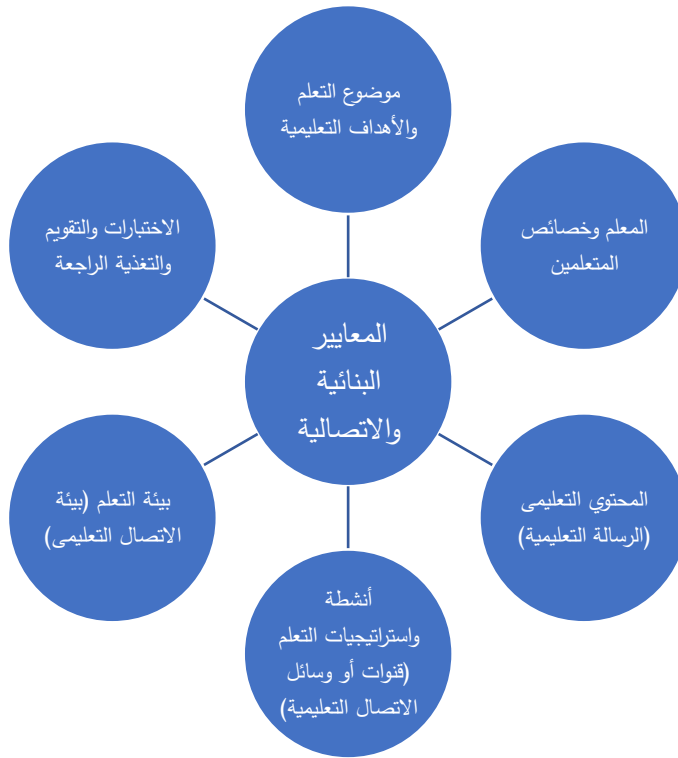 موضوع التعلم
والأهداف التعليمية
المعلم وخصائص
المتعلمين
المحتوي التعليمى
(الرسالة التعليمية)
أنشطة
واستراتيجيات التعلم
(قنوات أو وسائل
الاتصال التعليمية)
بيئة التعلم (بيئة
الاتصال التعليمى)
الاختبارات والتقويم
والتغذية الراجعة
المعايير
البنائية
والاتصالية